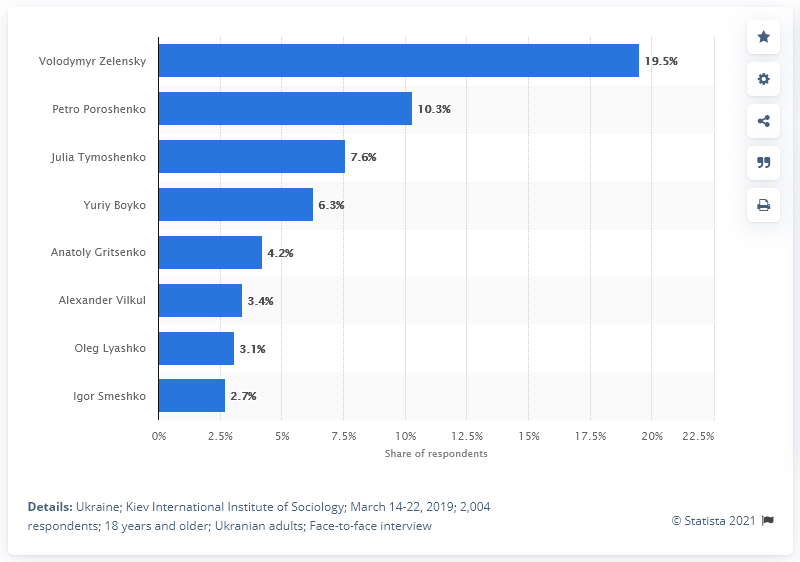 Volodymyr Zelensky 19.5%
Petro Poroshenko 10.3%
Julia Tymoshenko 7.6%
Yuriy Boyko 6.3%
Anatoly Gritsenko 4.2%
Alexander Vilkul 3.4%
Oleg Lyashko 3.1%
Igor Smeshko 2.7%
0% 2.5% 5% 7.5% 10% 12.5% 15% 17.5% 20% 22.5%
Share of respondents
Details: Ukraine; Kiev International Institute of Sociology; March 14-22, 2019; 2,004
respondents; 18 years and older; Ukranian adults; Face-to-face interview
© Statista 2021